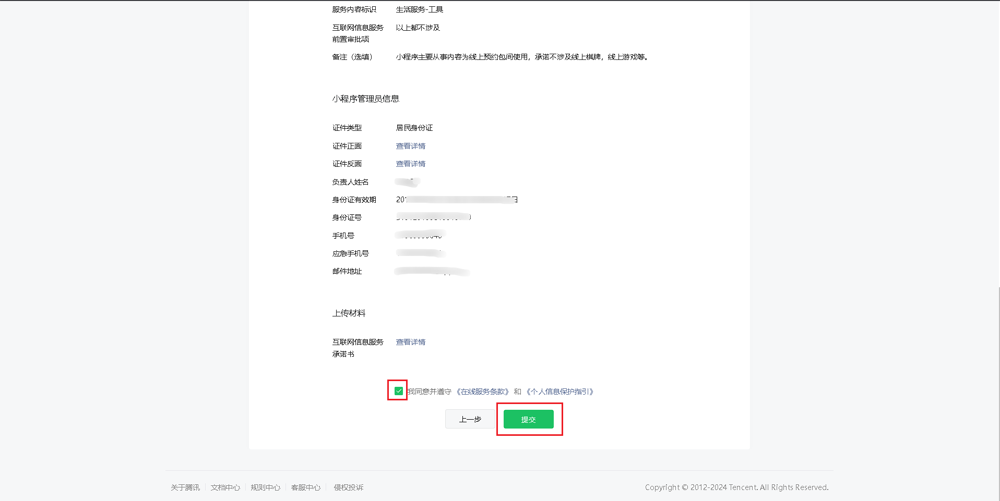 服务内容标识 生活服务-工具
互联网信息服务 以上都不涉及
前置审批项
备注（选填） 小程序主要从事内容为线上预约包间使用，承诺不涉及线上棋牌，线上游戏等。
小程序管理员信息
证件类型 居民身份证
证件正面 查看详情
证件反面 查看详情
负责人姓名
身份证有效期 201 日
身份证号
手机号
应急手机号
邮件地址
上传材料
互联网信息服务 查看详情
承诺书
我同意并遵守 《在线服务条款》 和 《个人信息保护指引》
上一步 提交
关于腾讯 文档中心 规则中心 客服中心 侵权投诉 Copyright © 2012-2024 Tencent. All Rights Reserved.